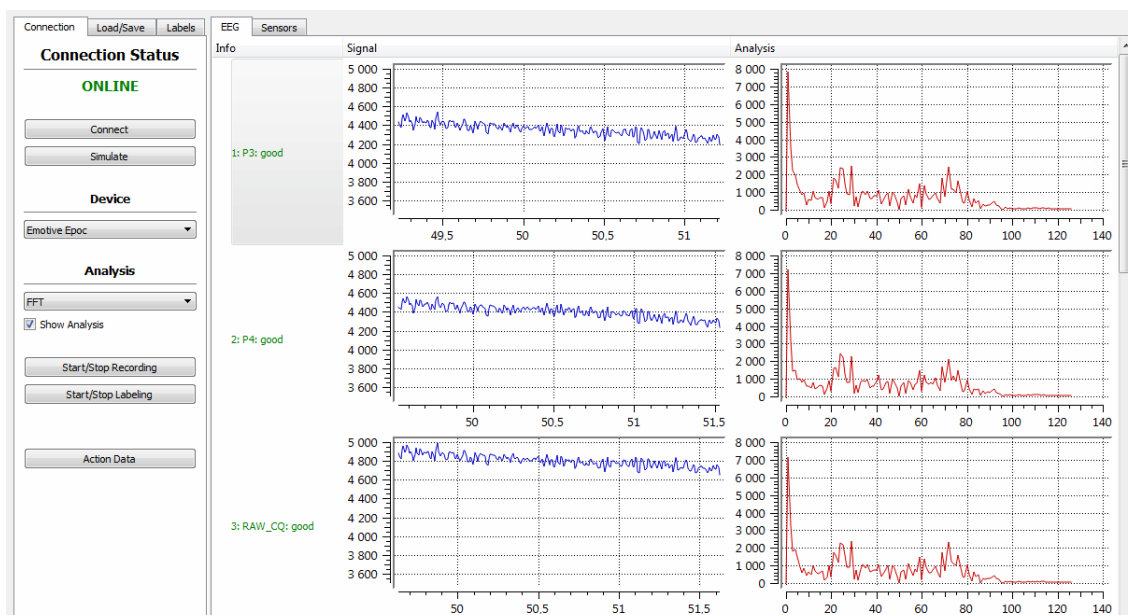 Connection Load/Save Labels
Connection Status
ONLINE
Connect
Simulate
Device
Emotive Epoc
Analysis
FFT
Show Analysis
Start/Stop Recording
Start/Stop Labeling
Action Data
EEG Sensors
Info Signal Analysis
1: P3: good
5 000
4 800
4 600
4 400
4 200
4 000
3 800
3 600
49,5 50 50,5 51
8 000
7 000
6 000
5 000
4 000
3 000
2 000
1 000
0
0 20 40 60 80 100 120 140
2: P4: good
5 000
4 800
4 600
4 400
4 200
4 000
3 800
3 600
50 50,5 51 51,5
8 000
7 000
6 000
5 000
4 000
3 000
2 000
1 000
0
0 20 40 60 80 100 120 140
3: RAW_CQ: good
5 000
4 800
4 600
4 400
4 200
4 000
3 800
3 600
50 50,5 51 51,5
8 000
7 000
6 000
5 000
4 000
3 000
2 000
1 000
0
0 20 40 60 80 100 120 140